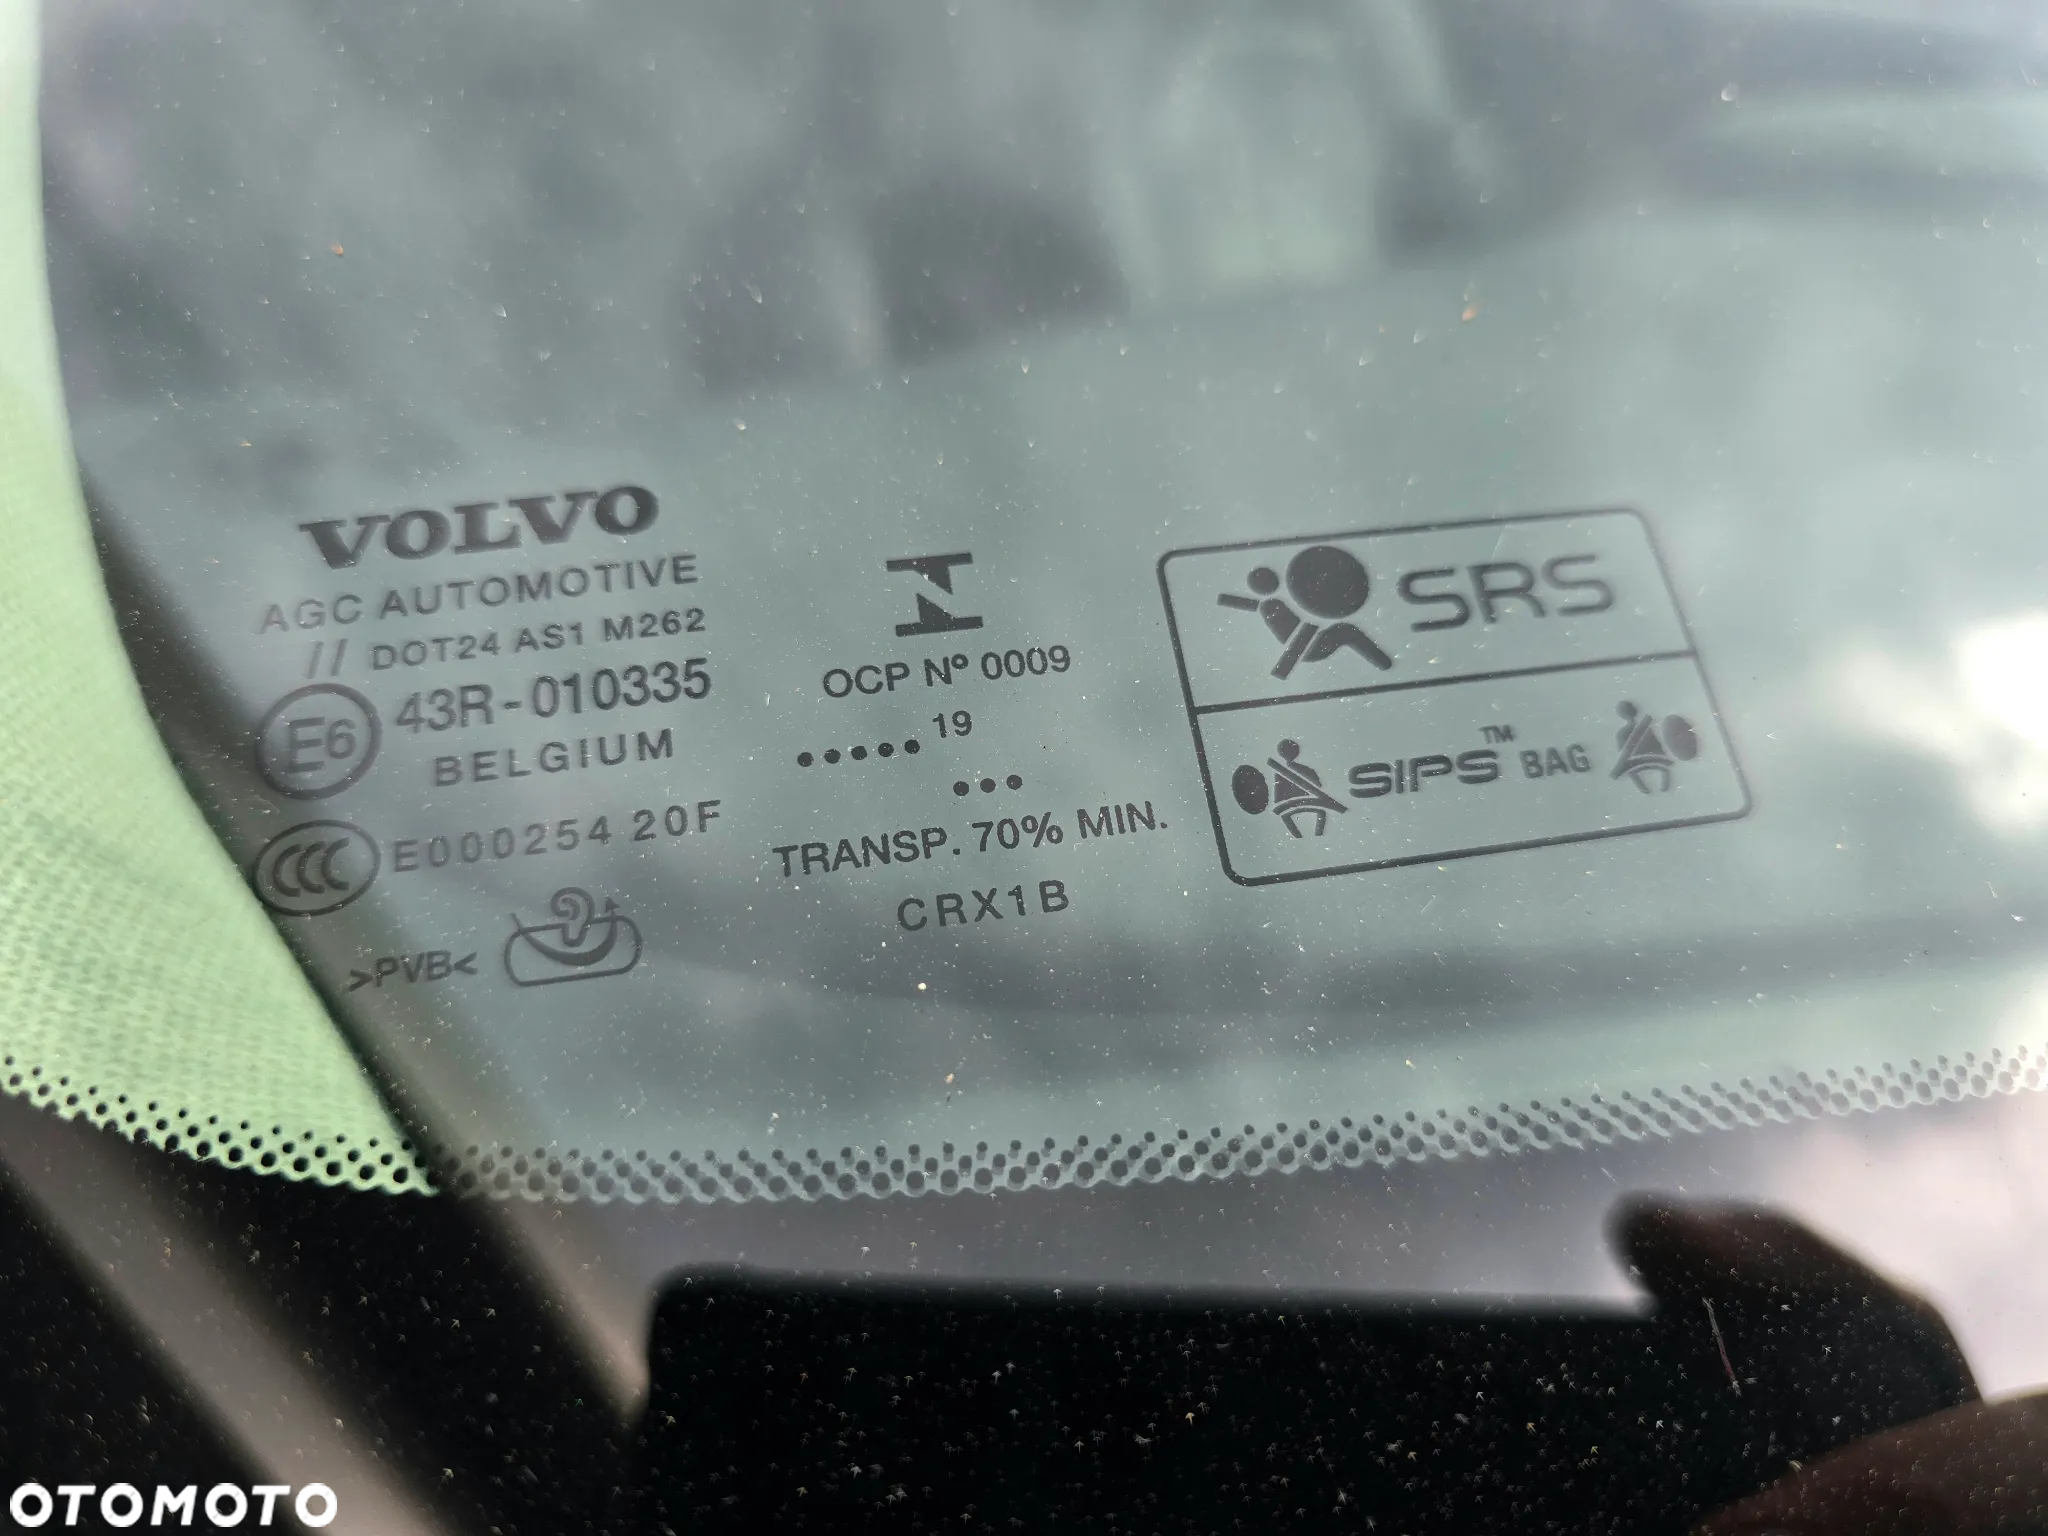 VOLVO
AGC AUTOMOTIVE
// DOT24 AS1 M262
E6 43R-010335
BELGIUM
CCC E000254 20F
>PVB<
OCP Nº 0009
..... 19
...
TRANSP. 70% MIN.
CRX1B
SRS
SIPS™ BAG
OTOMOTO